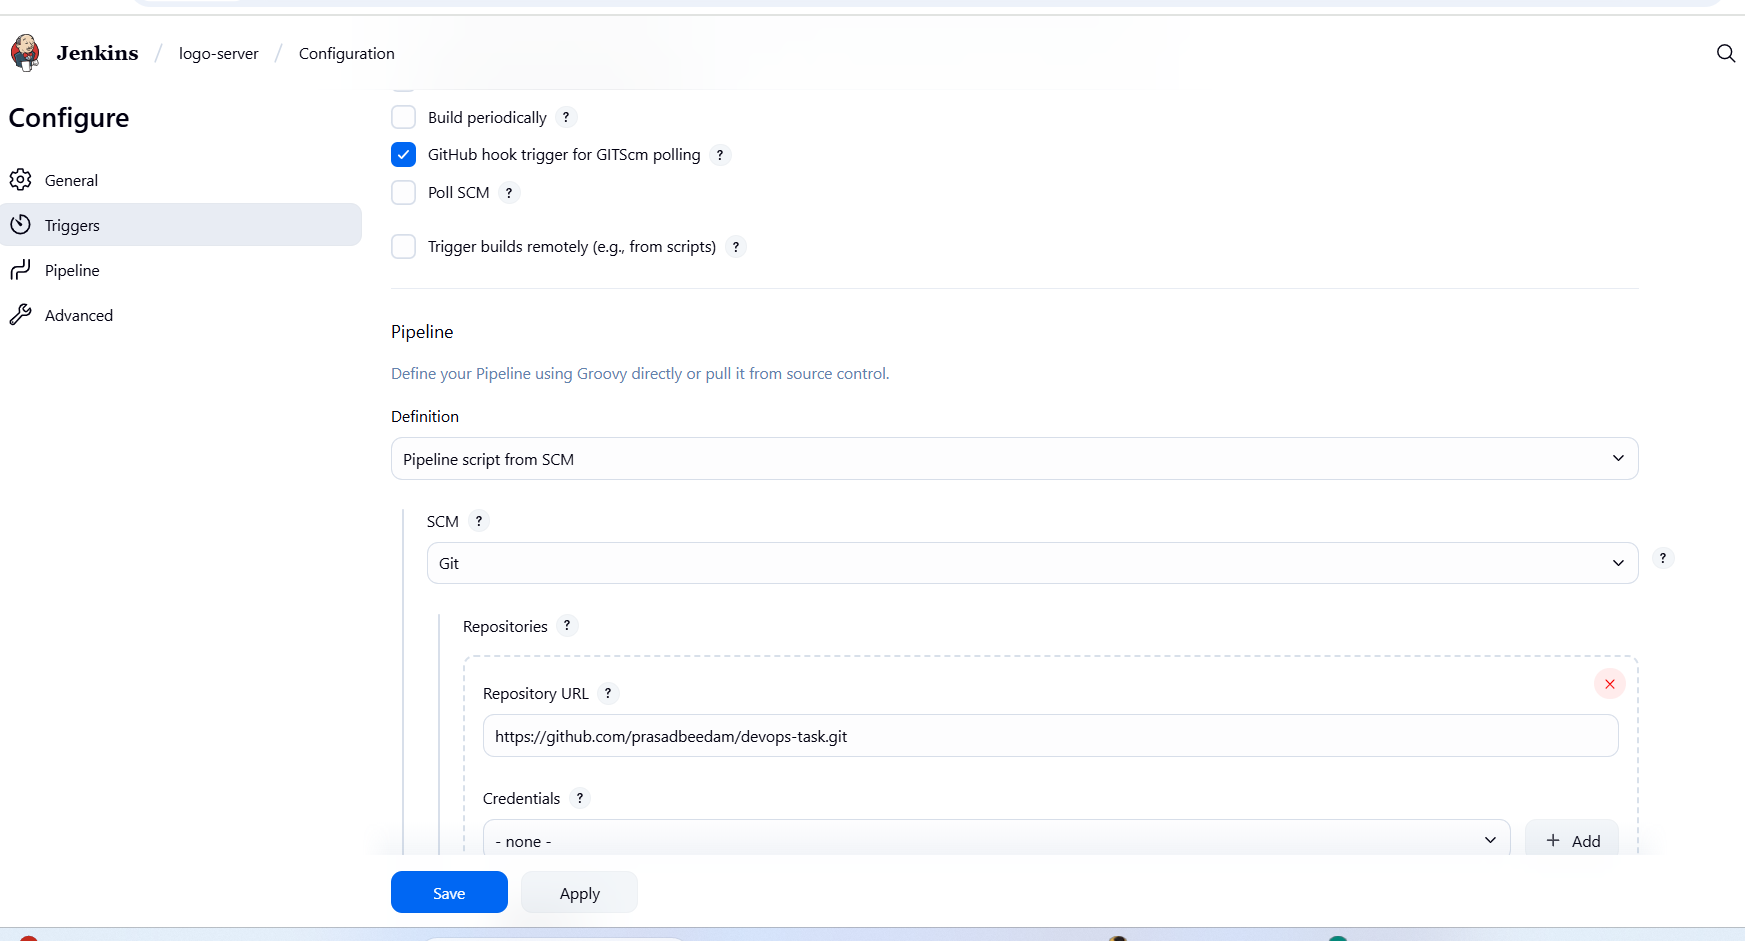 Jenkins / logo-server / Configuration
Configure
General
Triggers
Pipeline
Advanced
Build periodically ?
GitHub hook trigger for GITScm polling ?
Poll SCM ?
Trigger builds remotely (e.g., from scripts) ?
Pipeline
Define your Pipeline using Groovy directly or pull it from source control.
Definition
Pipeline script from SCM
SCM ?
Git
?
Repositories ?
Repository URL ?
https://github.com/prasadbeedam/devops-task.git
Credentials ?
- none -
+ Add
Save
Apply